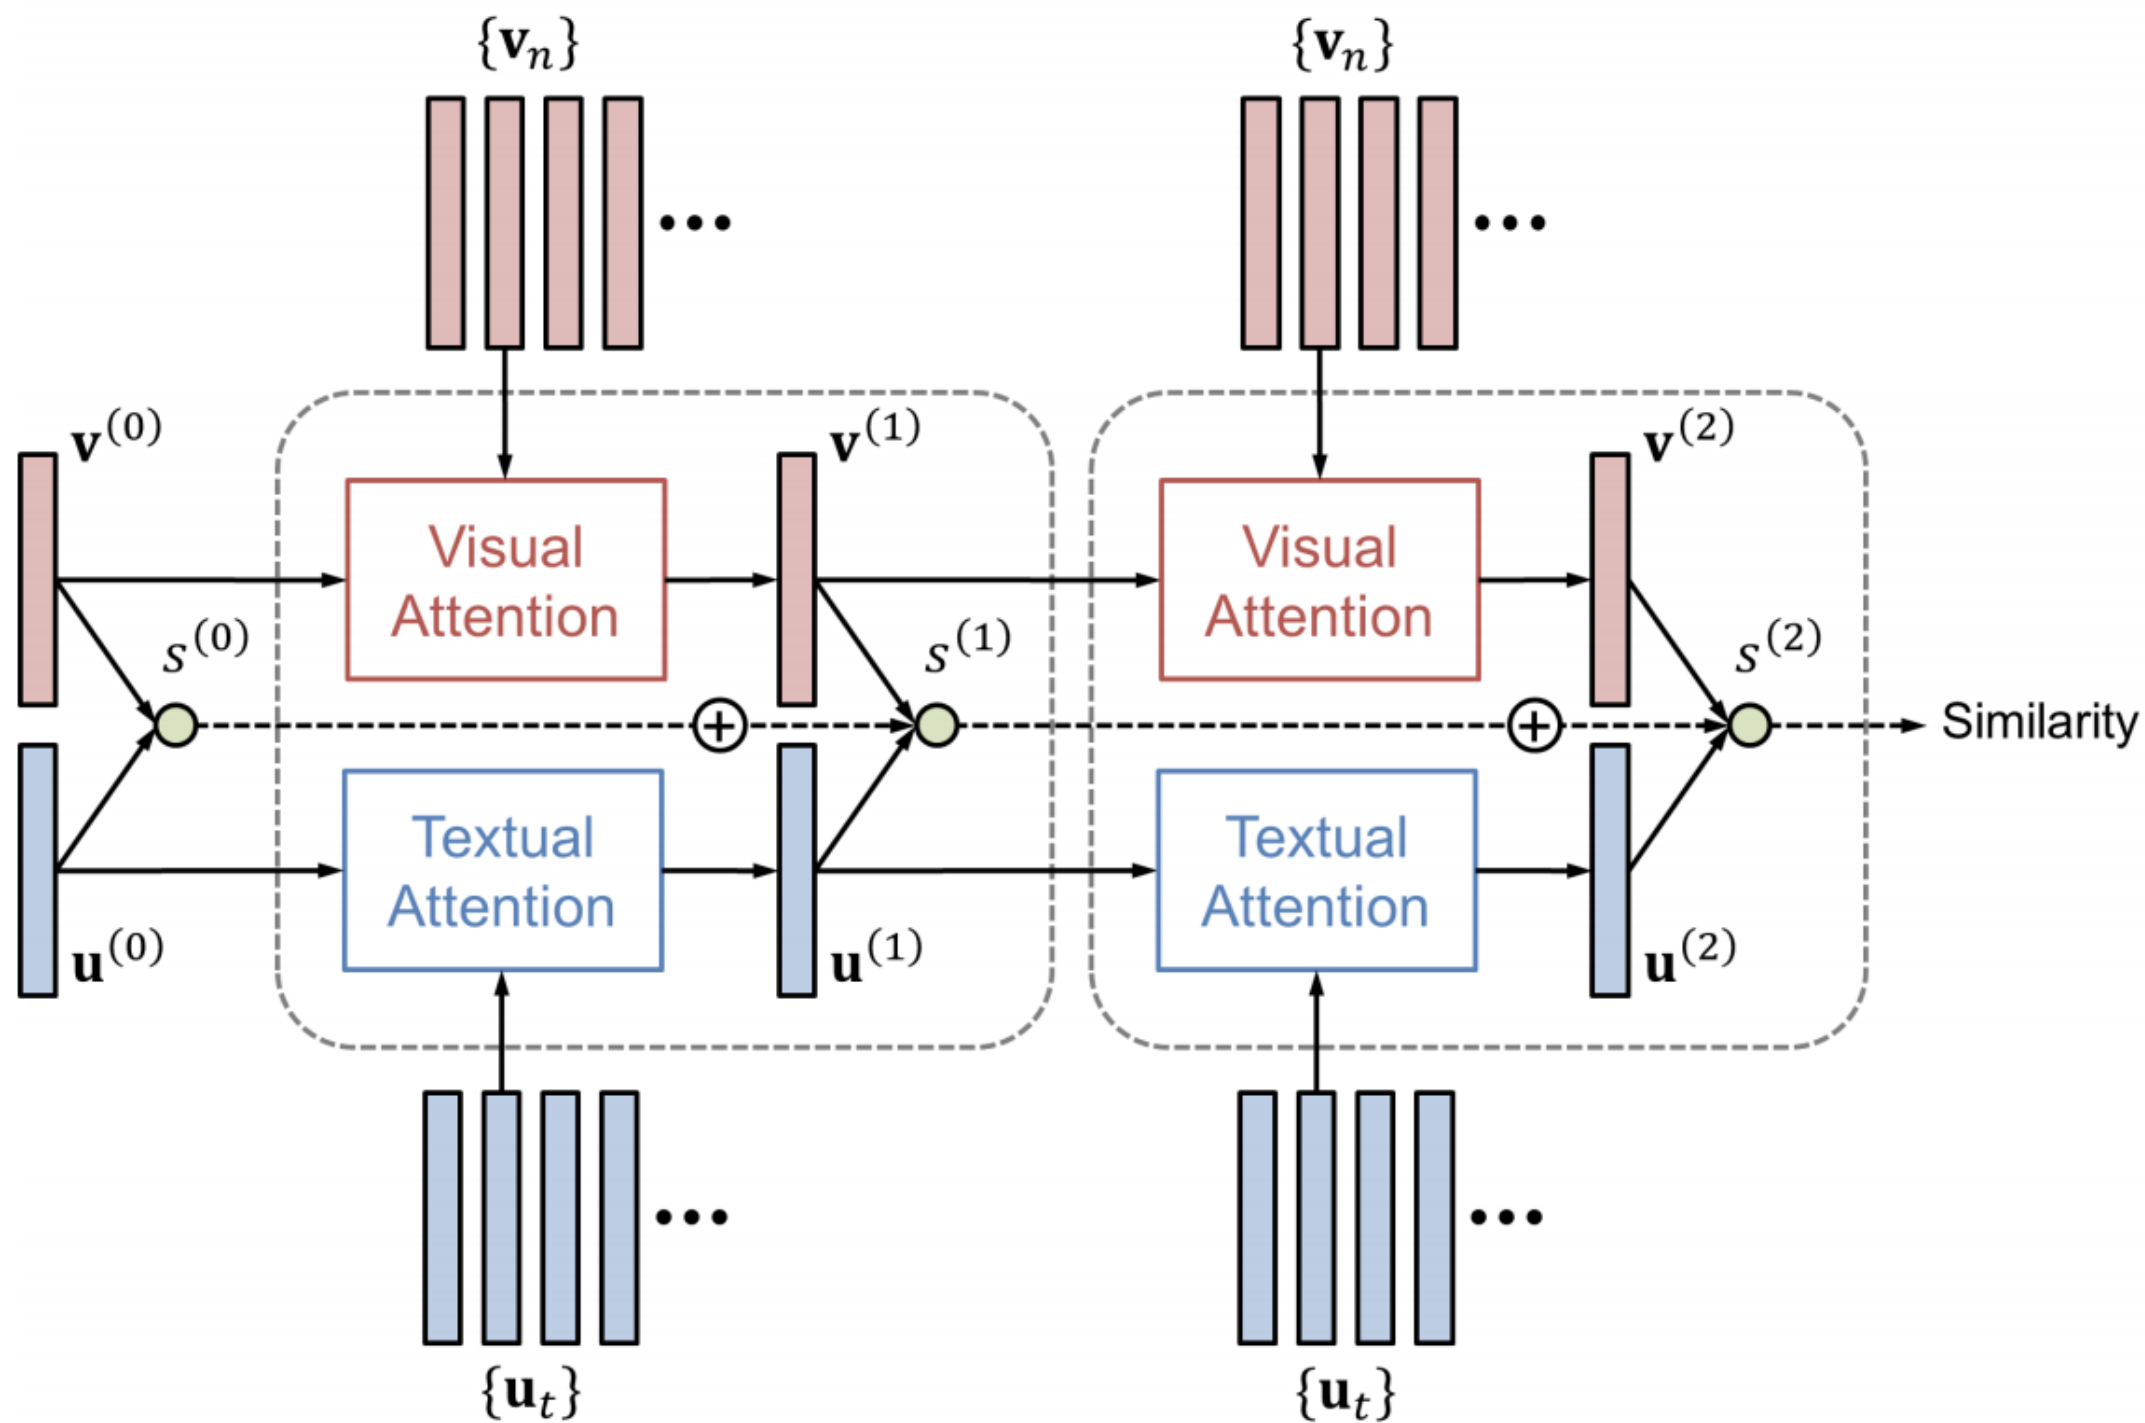 {v_n} {v_n}
v^(0) v^(1) v^(2)
Visual Visual
Attention Attention
s^(0) s^(1) s^(2)
+ + Similarity
Textual Textual
Attention Attention
u^(0) u^(1) u^(2)
{u_t} {u_t}